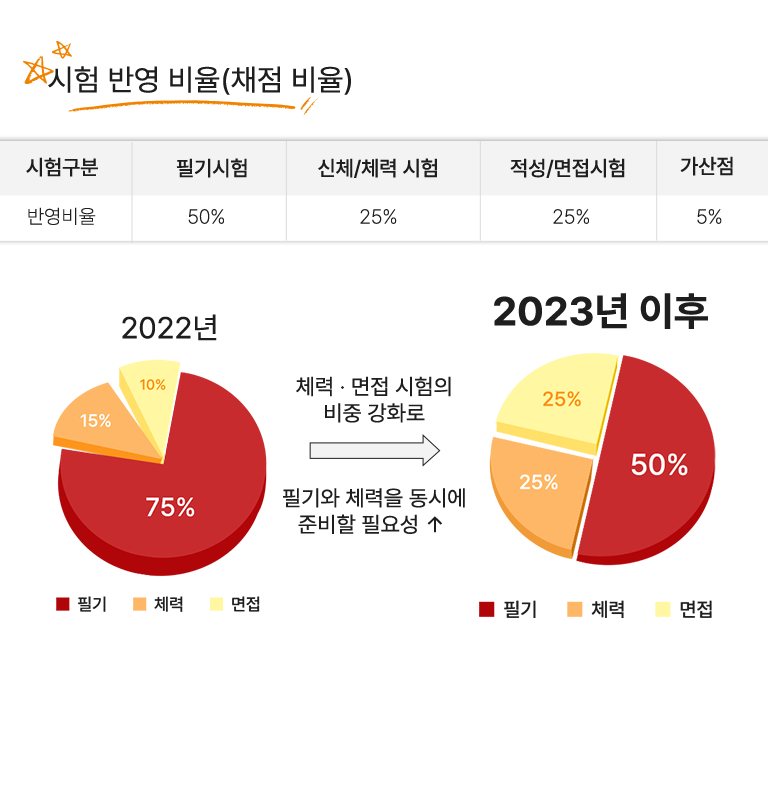 시험 반영 비율(채점 비율)
시험구분 필기시험 신체/체력 시험 적성/면접시험 가산점
반영비율 50% 25% 25% 5%
2022년
10%
15%
75%
필기 체력 면접
체력 · 면접 시험의
비중 강화로
필기와 체력을 동시에
준비할 필요성 ↑
2023년 이후
25%
50%
25%
필기 체력 면접